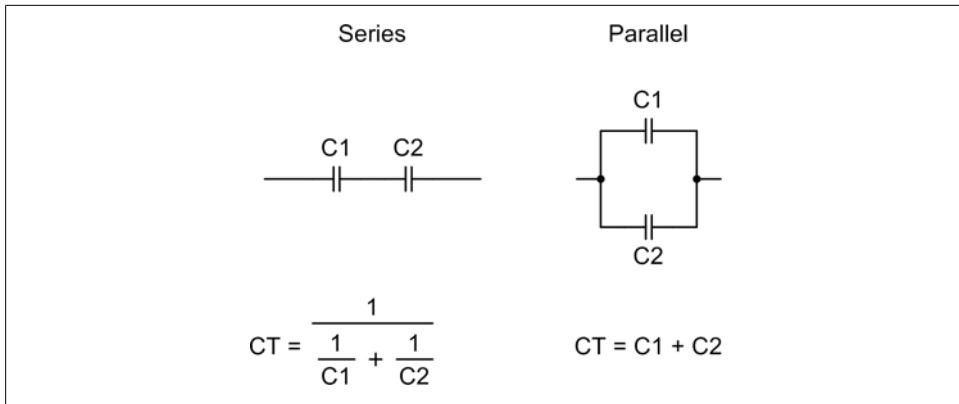 Series
Parallel
C1 C2
C1
C2
CT = 1 / (1/C1 + 1/C2)
CT = C1 + C2